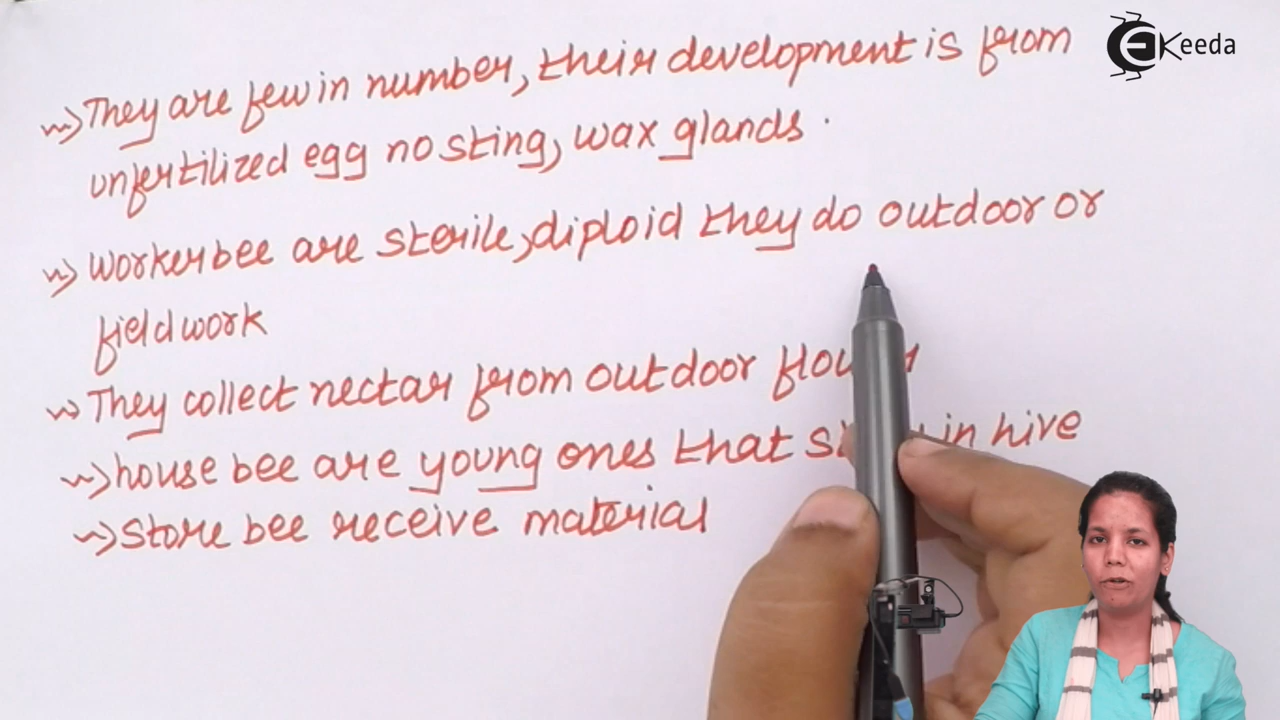 EKeeda
They are few in number, their development is from
unfertilized egg no sting, wax glands.
Worker bee are sterile, diploid they do outdoor or
field work
They collect nectar from outdoor
house bee are young ones that in hive
Store bee receive material